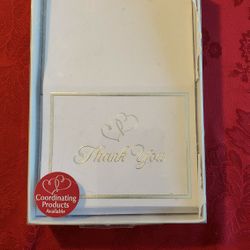 Thank You
Coordinating
Products
Available